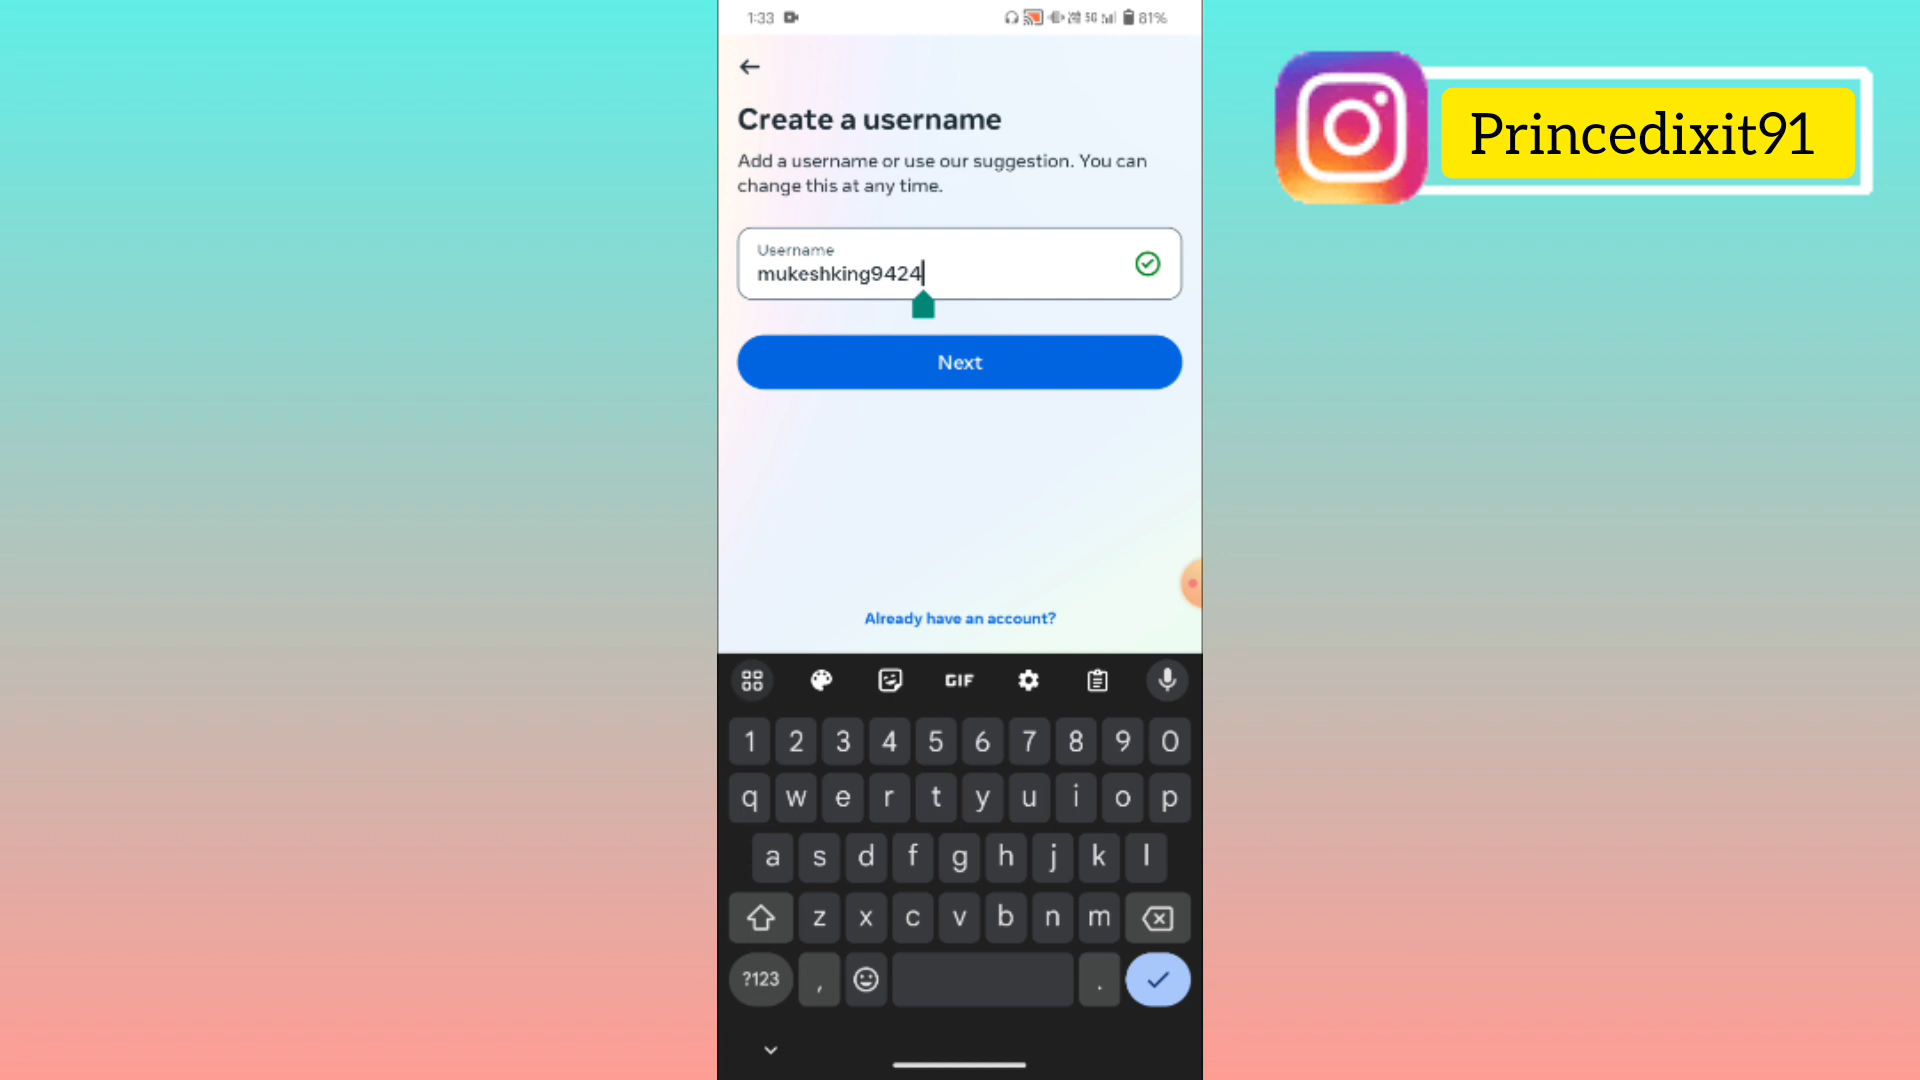 1:33
5G
81%
Princedixit91
Create a username
Add a username or use our suggestion. You can
change this at any time.
Username
mukeshking9424
Next
Already have an account?
GIF
1 2 3 4 5 6 7 8 9 0
q w e r t y u i o p
a s d f g h j k l
z x c v b n m
?123 , .